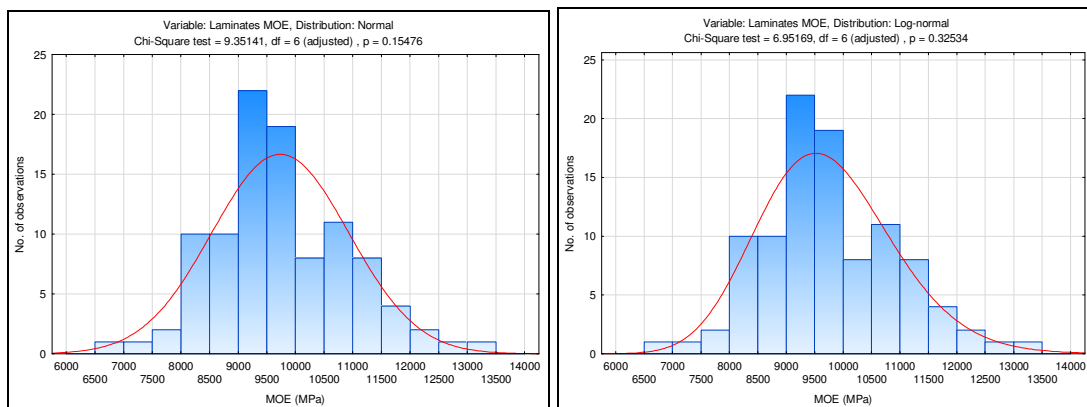 Variable: Laminates MOE, Distribution: Normal
Chi-Square test = 9.35141, df = 6 (adjusted) , p = 0.15476
25
20
15
10
5
0
No. of observations
6000 7000 8000 9000 10000 11000 12000 13000 14000
6500 7500 8500 9500 10500 11500 12500 13500
MOE (MPa)
Variable: Laminates MOE, Distribution: Log-normal
Chi-Square test = 6.95169, df = 6 (adjusted) , p = 0.32534
25
20
15
10
5
0
No. of observations
6000 7000 8000 9000 10000 11000 12000 13000 14000
6500 7500 8500 9500 10500 11500 12500 13500
MOE (MPa)